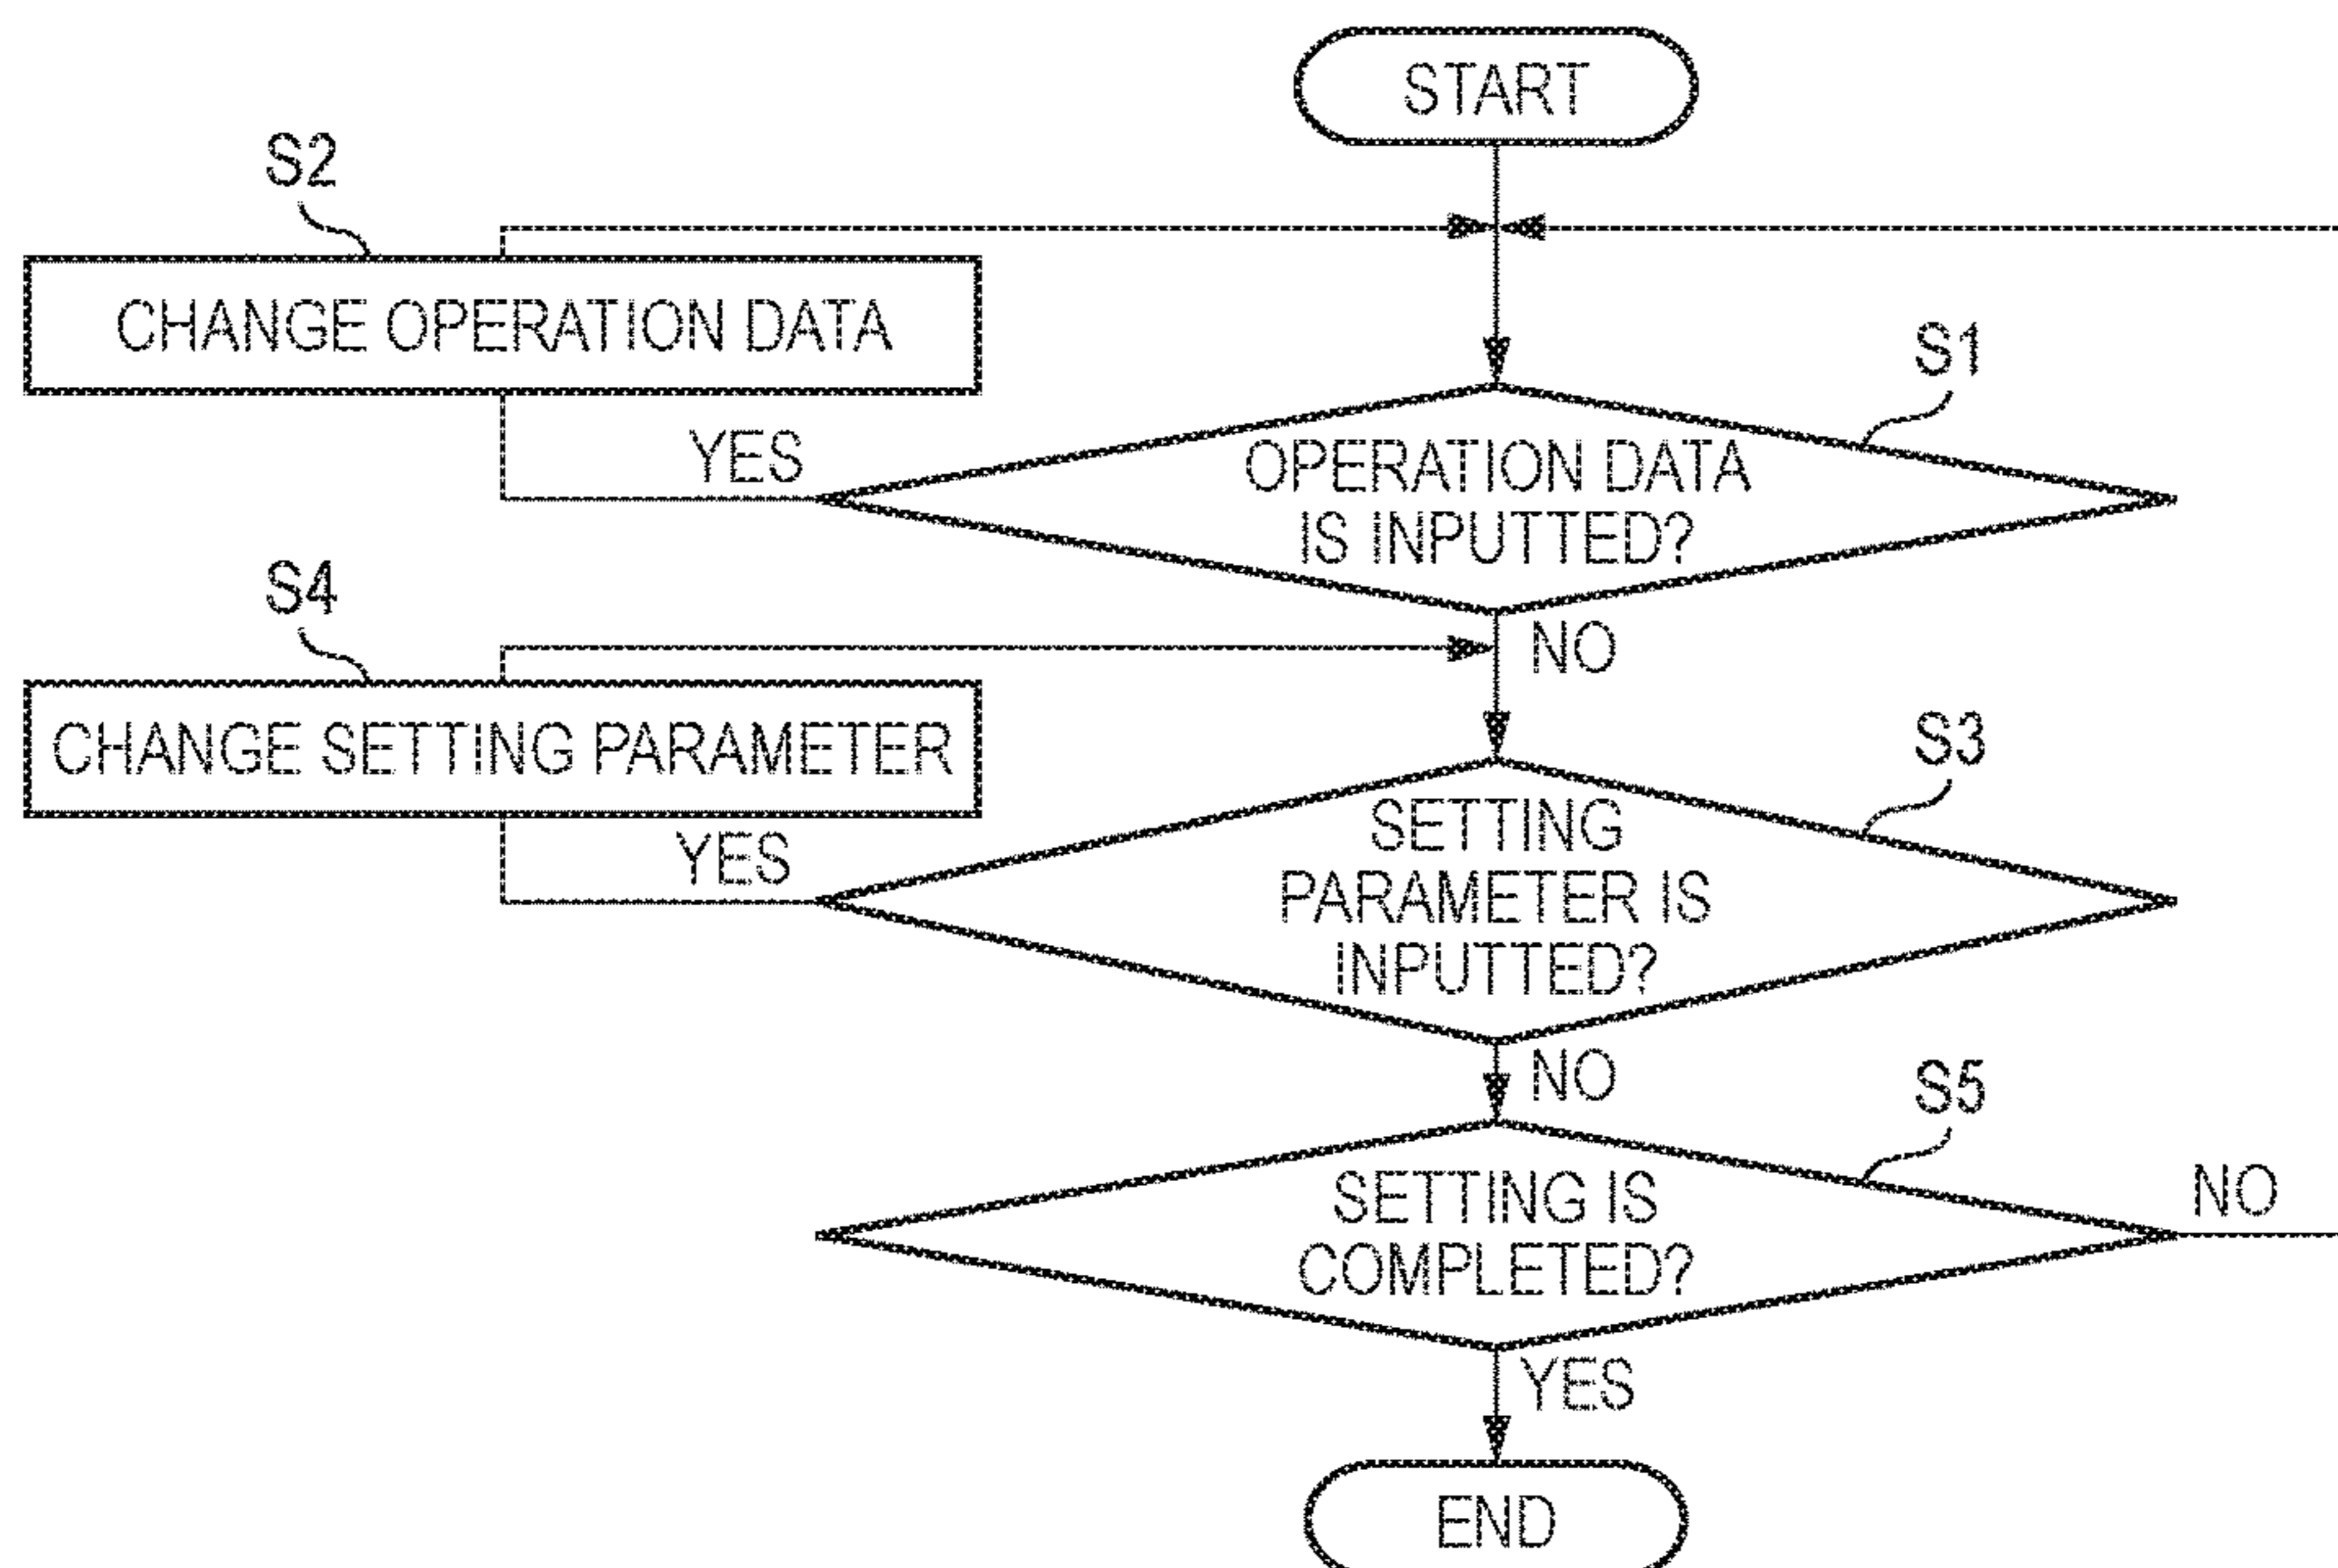 START
S2
CHANGE OPERATION DATA
S1
YES
OPERATION DATA
IS INPUTTED?
S4
NO
CHANGE SETTING PARAMETER
S3
YES
SETTING
PARAMETER IS
INPUTTED?
NO
S5
SETTING IS
COMPLETED?
NO
YES
END